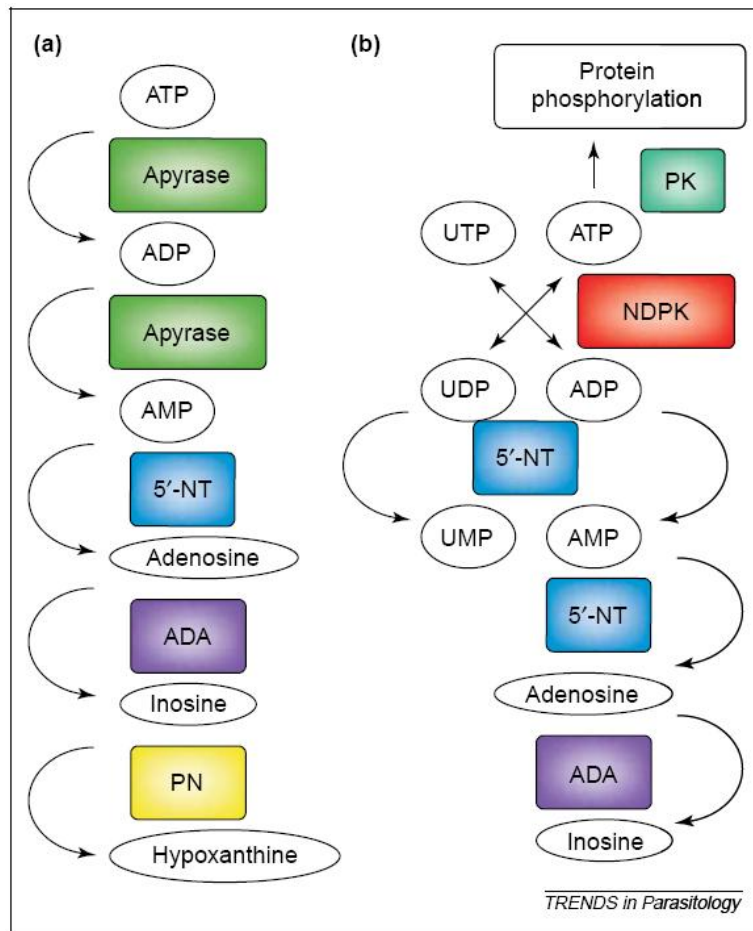 (a)
ATP
Apyrase
ADP
Apyrase
AMP
5′-NT
Adenosine
ADA
Inosine
PN
Hypoxanthine
(b)
Protein
phosphorylation
PK
UTP
ATP
NDPK
UDP
ADP
5′-NT
UMP
AMP
5′-NT
Adenosine
ADA
Inosine
TRENDS in Parasitology